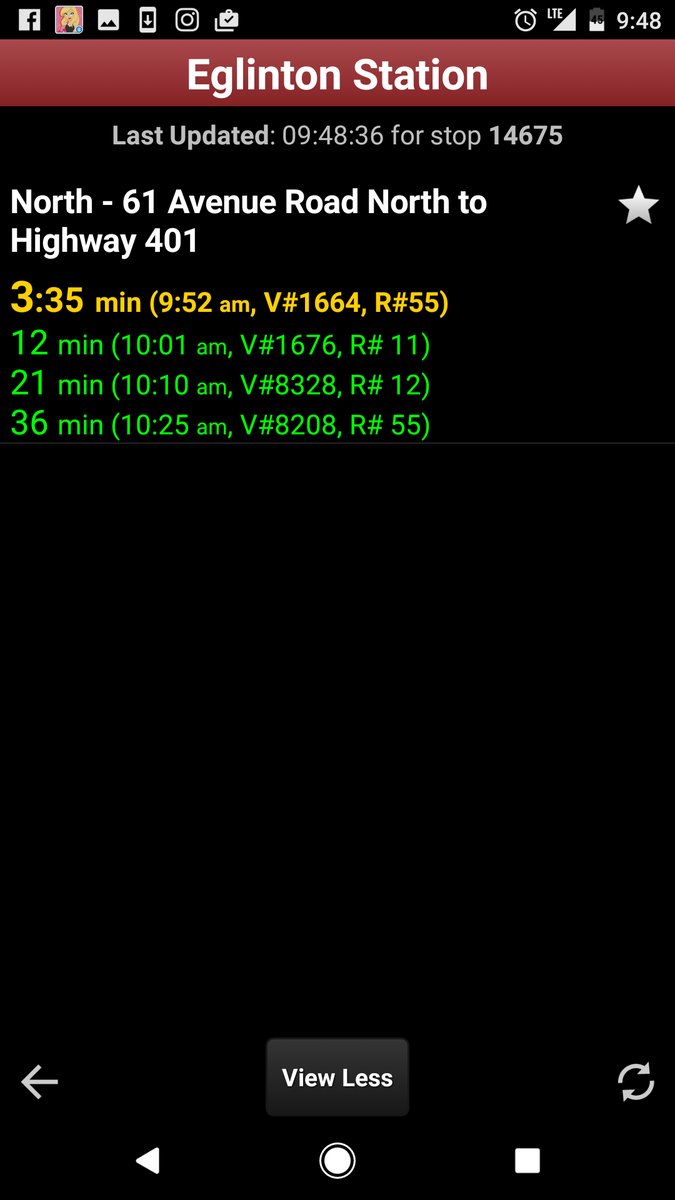 LTE 45 9:48
Eglinton Station
Last Updated: 09:48:36 for stop 14675
North - 61 Avenue Road North to
Highway 401
3:35 min (9:52 am, V#1664, R#55)
12 min (10:01 am, V#1676, R# 11)
21 min (10:10 am, V#8328, R# 12)
36 min (10:25 am, V#8208, R# 55)
View Less